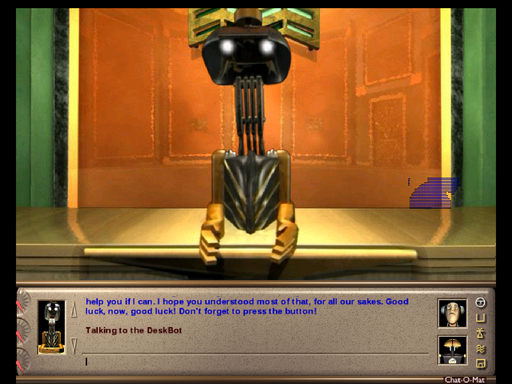 help you if I can. I hope you understood most of that, for all our sakes. Good
luck, now, good luck! Don't forget to press the button!
Talking to the DeskBot
Chat-O-Mat